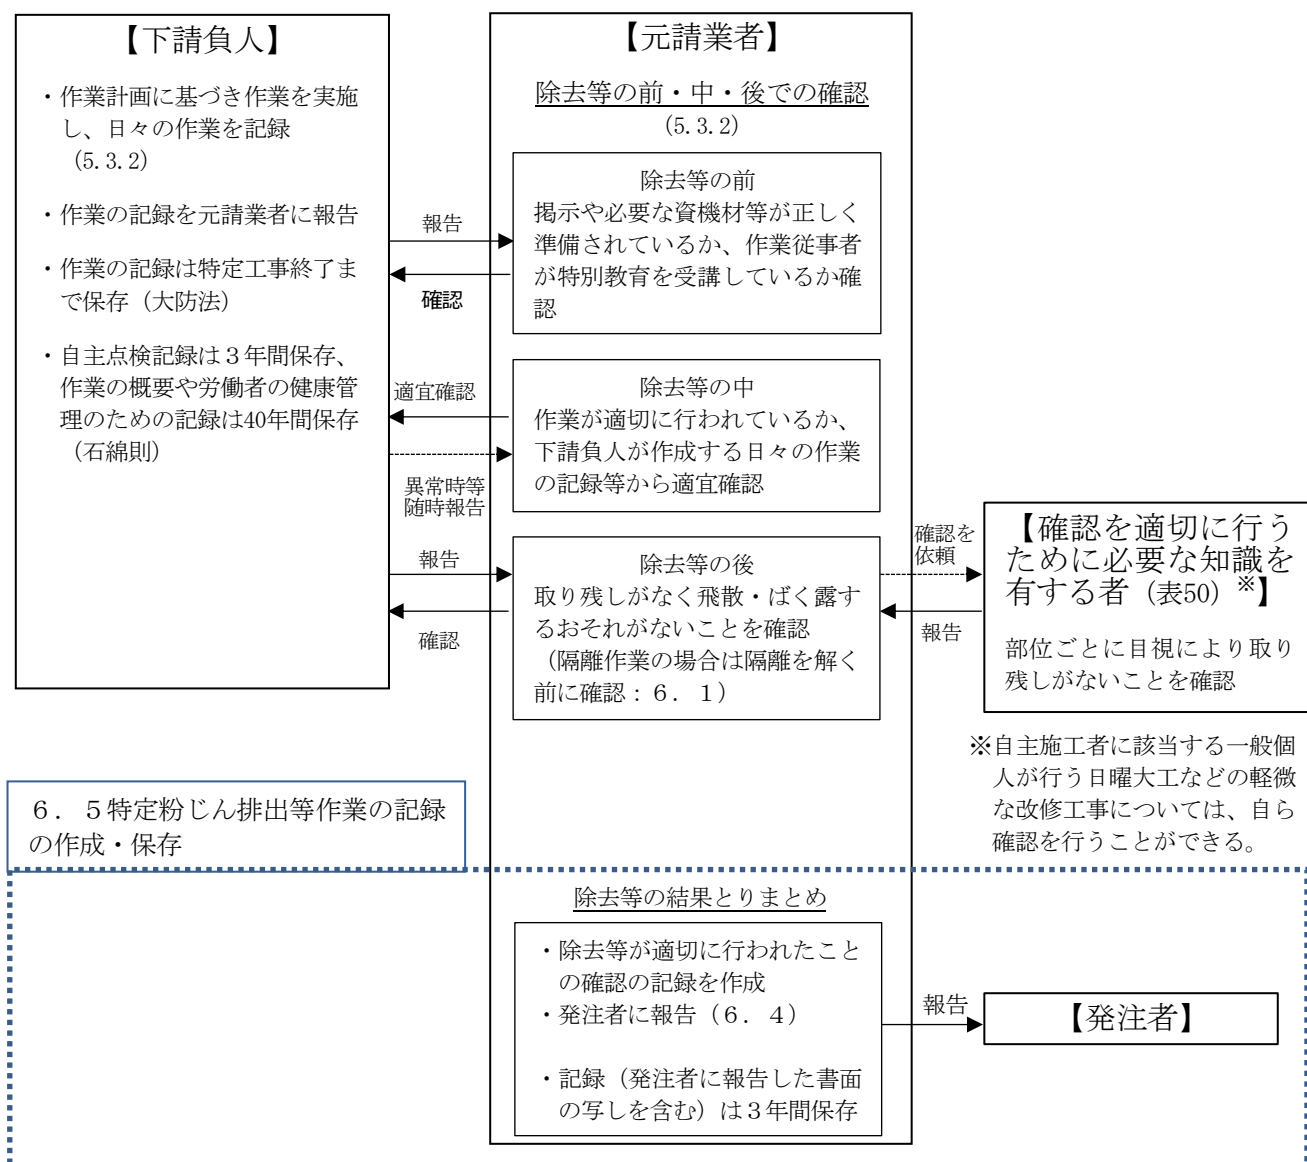 【下請負人】
・作業計画に基づき作業を実施
し、日々の作業を記録
（5.3.2）
・作業の記録を元請業者に報告
・作業の記録は特定工事終了ま
で保存（大防法）
・自主点検記録は３年間保存、
作業の概要や労働者の健康管
理のための記録は40年間保存
（石綿則）
報告
確認
適宜確認
異常時等
随時報告
報告
確認
【元請業者】
除去等の前・中・後での確認
（5.3.2）
除去等の前
掲示や必要な資機材等が正しく
準備されているか、作業従事者
が特別教育を受講しているか確
認
除去等の中
作業が適切に行われているか、
下請負人が作成する日々の作業
の記録等から適宜確認
除去等の後
取り残しがなく飛散・ばく露す
るおそれがないことを確認
（隔離作業の場合は隔離を解く
前に確認：６．１）
確認を
依頼
報告
【確認を適切に行う
ために必要な知識を
有する者（表50）※】
部位ごとに目視により取り
残しがないことを確認
※自主施工者に該当する一般個
人が行う日曜大工などの軽微
な改修工事については、自ら
確認を行うことができる。
６．５特定粉じん排出等作業の記録
の作成・保存
除去等の結果とりまとめ
・除去等が適切に行われたこと
の確認の記録を作成
・発注者に報告（６．４）
・記録（発注者に報告した書面
の写しを含む）は３年間保存
報告
【発注者】